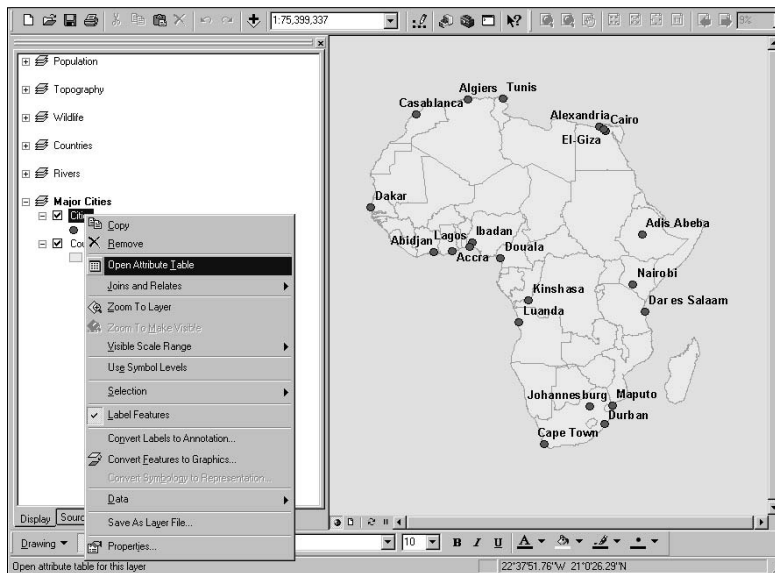 1:75,399,337
9%
Population
Topography
Wildlife
Countries
Rivers
Major Cities
Copy
Remove
Open Attribute Table
Joins and Relates
Zoom To Layer
Zoom To Make Visible
Visible Scale Range
Use Symbol Levels
Selection
Label Features
Convert Labels to Annotation...
Convert Features to Graphics...
Convert Symbology to Representation...
Data
Save As Layer File...
Properties...
Algiers
Tunis
Casablanca
Alexandria
Cairo
El-Giza
Dakar
Adis Abeba
Lagos
Ibadan
Abidjan
Accra
Douala
Nairobi
Kinshasa
Dar es Salaam
Luanda
Johannesburg
Maputo
Durban
Cape Town
Display
Drawing
10
B I U A
Open attribute table for this layer
22°37'51.76"W 21°0'26.29"N